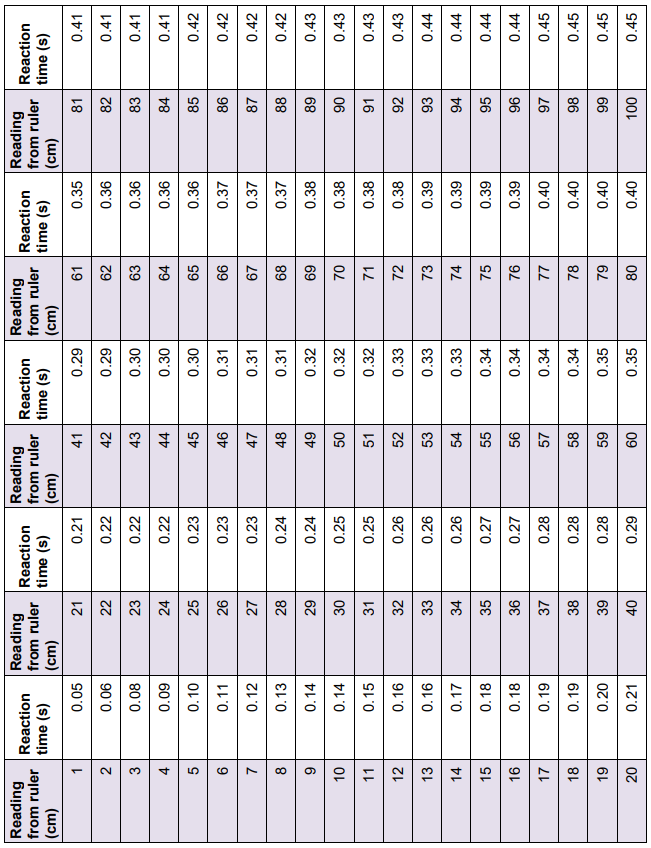 Reading
from ruler
(cm)
Reaction
time (s)
Reading
from ruler
(cm)
Reaction
time (s)
Reading
from ruler
(cm)
Reaction
time (s)
Reading
from ruler
(cm)
Reaction
time (s)
Reading
from ruler
(cm)
Reaction
time (s)
1 0.05 21 0.21 41 0.29 61 0.35 81 0.41
2 0.06 22 0.22 42 0.29 62 0.36 82 0.41
3 0.08 23 0.22 43 0.30 63 0.36 83 0.41
4 0.09 24 0.22 44 0.30 64 0.36 84 0.41
5 0.10 25 0.23 45 0.30 65 0.36 85 0.42
6 0.11 26 0.23 46 0.31 66 0.37 86 0.42
7 0.12 27 0.23 47 0.31 67 0.37 87 0.42
8 0.13 28 0.24 48 0.31 68 0.37 88 0.42
9 0.14 29 0.24 49 0.32 69 0.38 89 0.43
10 0.14 30 0.25 50 0.32 70 0.38 90 0.43
11 0.15 31 0.25 51 0.32 71 0.38 91 0.43
12 0.16 32 0.26 52 0.33 72 0.38 92 0.43
13 0.16 33 0.26 53 0.33 73 0.39 93 0.44
14 0.17 34 0.26 54 0.33 74 0.39 94 0.44
15 0.18 35 0.27 55 0.34 75 0.39 95 0.44
16 0.18 36 0.27 56 0.34 76 0.39 96 0.44
17 0.19 37 0.28 57 0.34 77 0.40 97 0.45
18 0.19 38 0.28 58 0.34 78 0.40 98 0.45
19 0.20 39 0.28 59 0.35 79 0.40 99 0.45
20 0.21 40 0.29 60 0.35 80 0.40 100 0.45